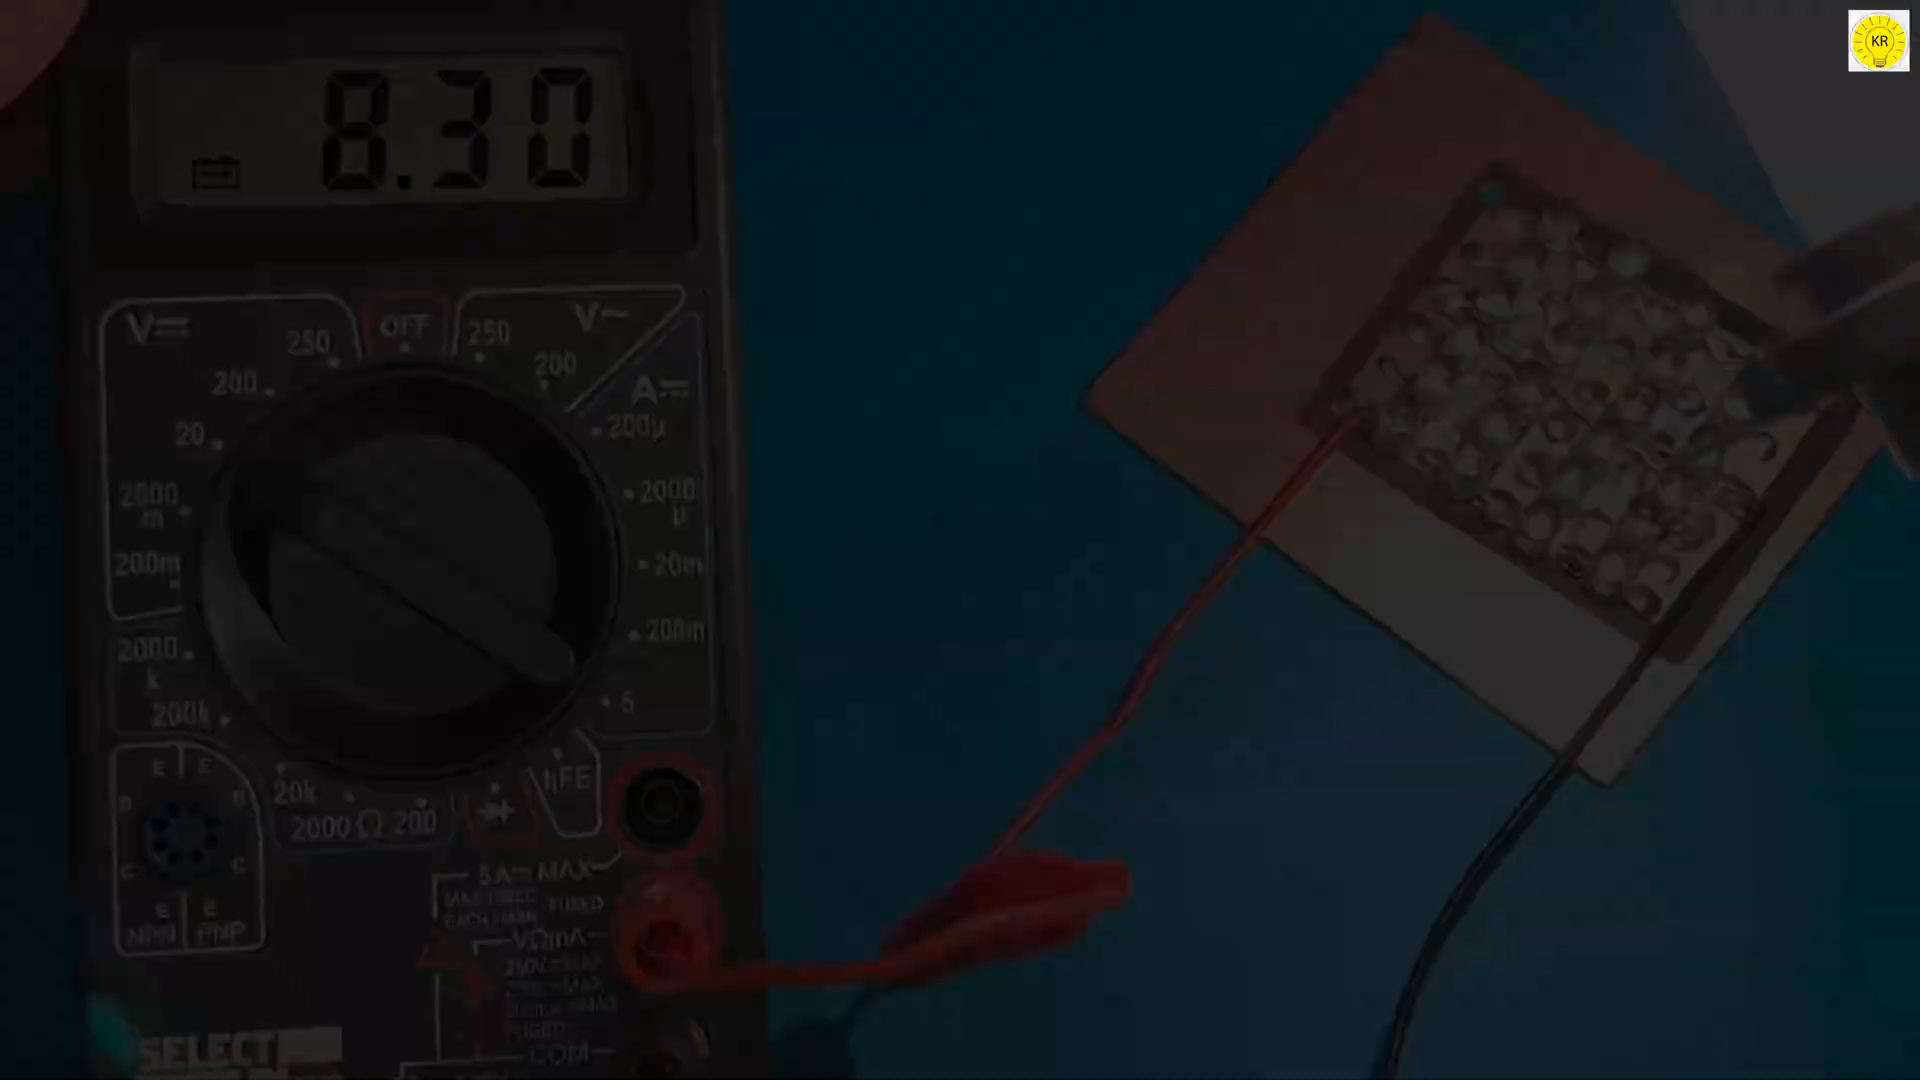 KR
8.30
V
OFF
V~
250
250
200
200
A
20
200µ
2000
m
2000
µ
200m
20m
2000
k
200m
200k
5
hFE
E E
B
20k
2000 Ω 200
C
C
5A MAX
FUSED
E E
NPN PNP
VΩmA
FUSED
COM
SELECT